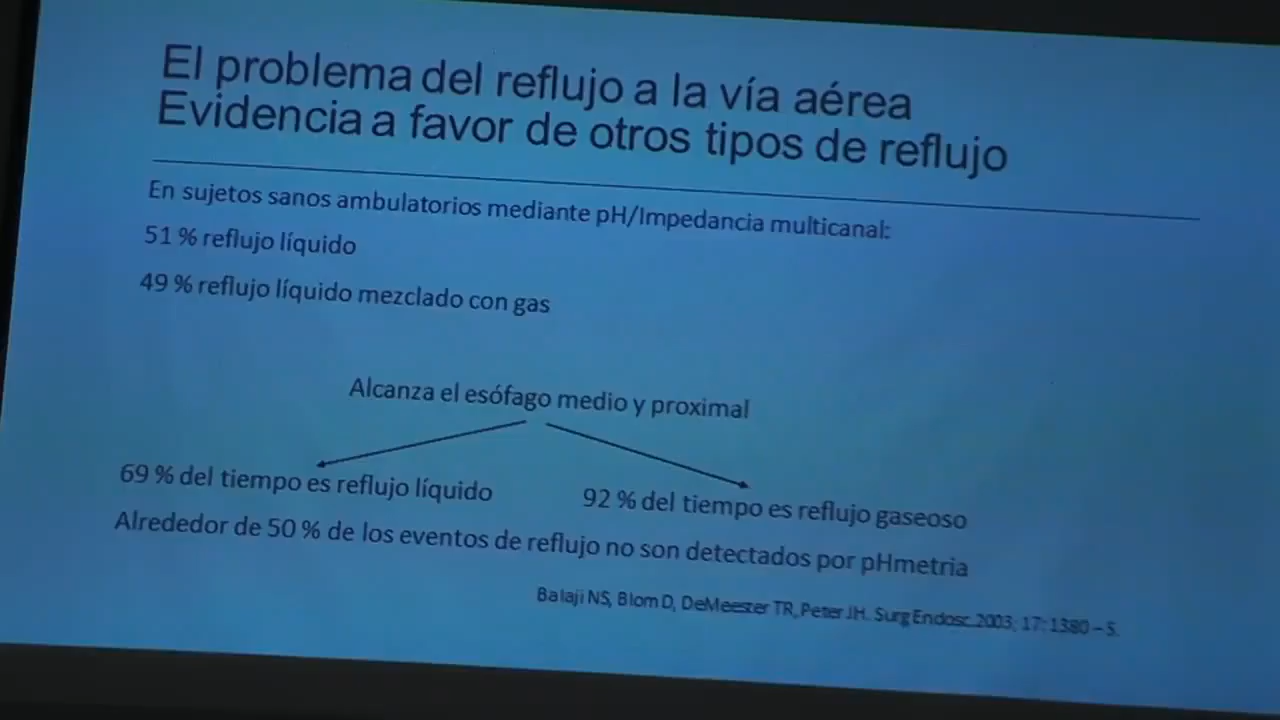 El problema del reflujo a la vía aérea
Evidencia a favor de otros tipos de reflujo
En sujetos sanos ambulatorios mediante pH/Impedancia multicanal:
51 % reflujo líquido
49 % reflujo líquido mezclado con gas
Alcanza el esófago medio y proximal
69 % del tiempo es reflujo líquido
92 % del tiempo es reflujo gaseoso
Alrededor de 50 % de los eventos de reflujo no son detectados por pHmetria
Balaji NS, Blom D, DeMeester TR, Peter JH. Surg Endosc. 2003; 17: 1380 – 5.